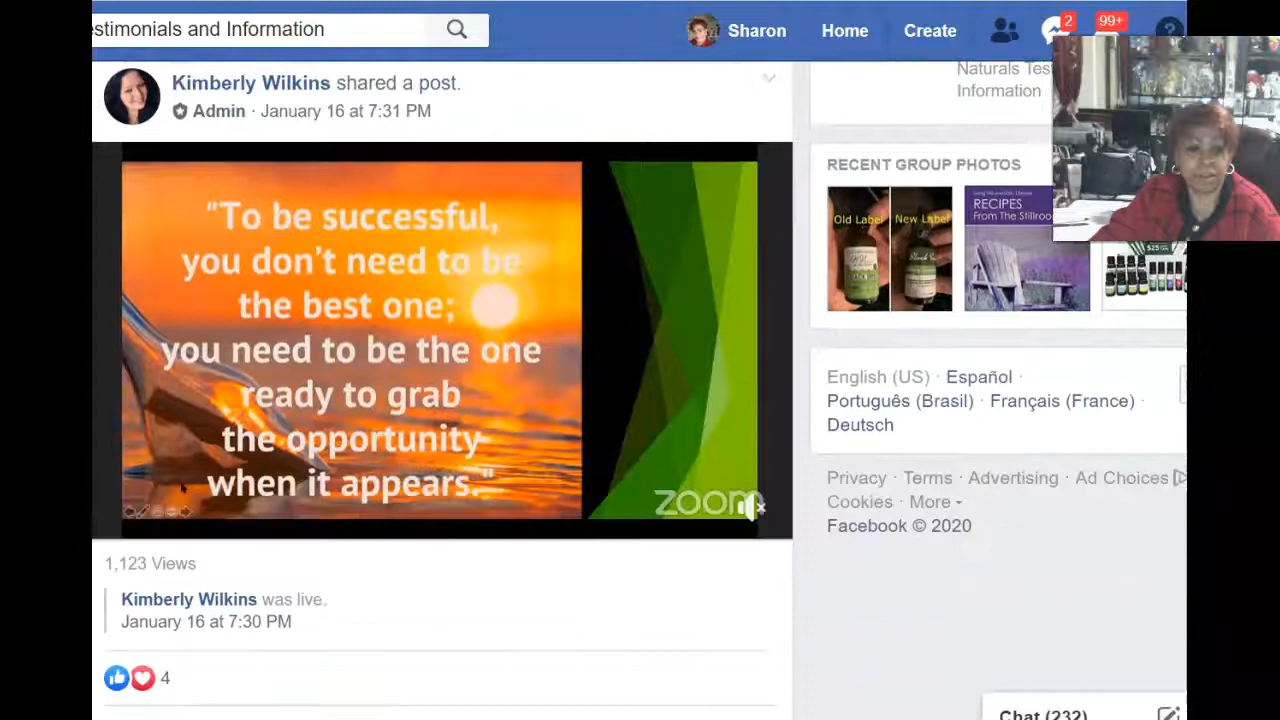 estimonials and Information
Sharon
Home
Create
2
99+
Kimberly Wilkins shared a post.
Admin · January 16 at 7:31 PM
"To be successful,
you don't need to be
the best one;
you need to be the one
ready to grab
the opportunity
when it appears."
zoom
1,123 Views
Kimberly Wilkins was live.
January 16 at 7:30 PM
4
Naturals Tes
Information
RECENT GROUP PHOTOS
Old Label
New Label
RECIPES
From The Stillroo
$25
English (US) · Español ·
Português (Brasil) · Français (France) ·
Deutsch
Privacy · Terms · Advertising · Ad Choices
Cookies · More
Facebook © 2020
Chat (232)